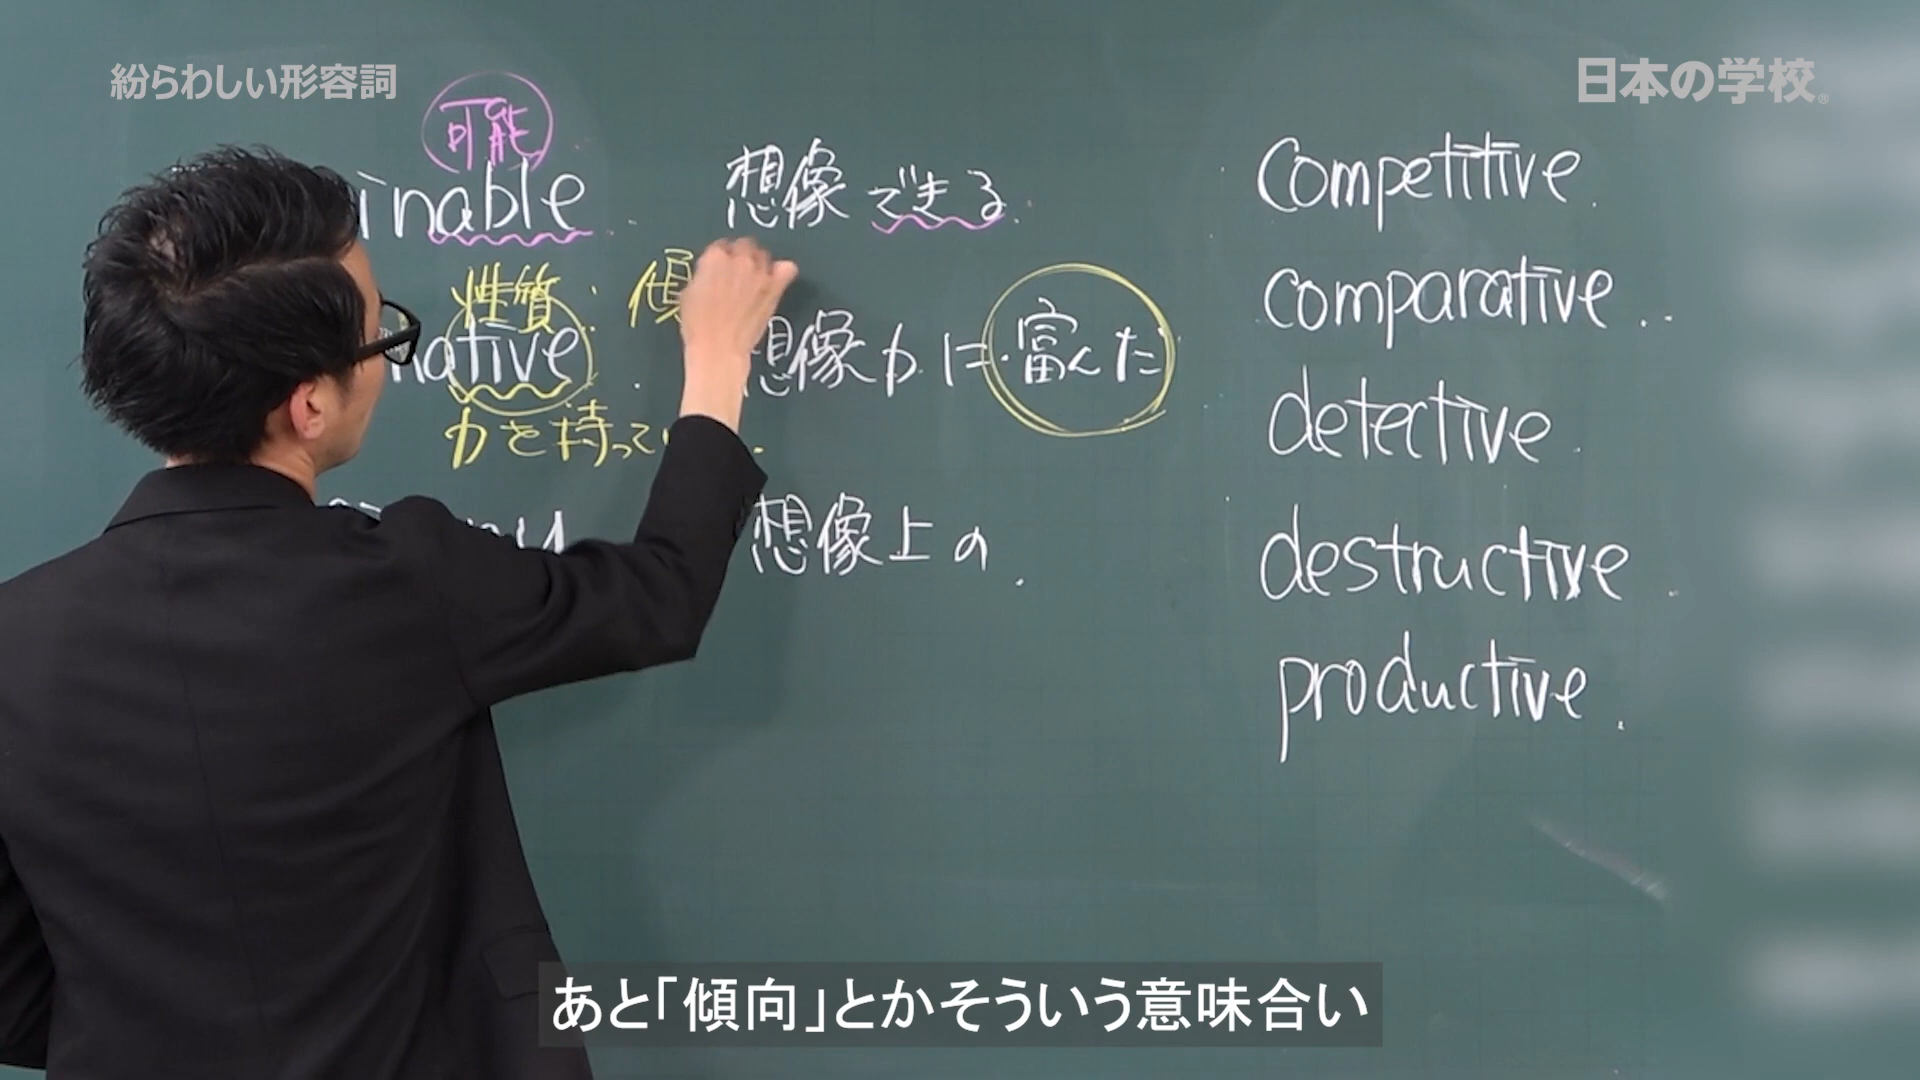 紛らわしい形容詞
日本の学校
可能
inable. 想像できる.
性質. 傾
native. 想像力に富んだ
力を持って
想像上の.
competitive.
comparative.
detective.
destructive.
productive.
あと「傾向」とかそういう意味合い